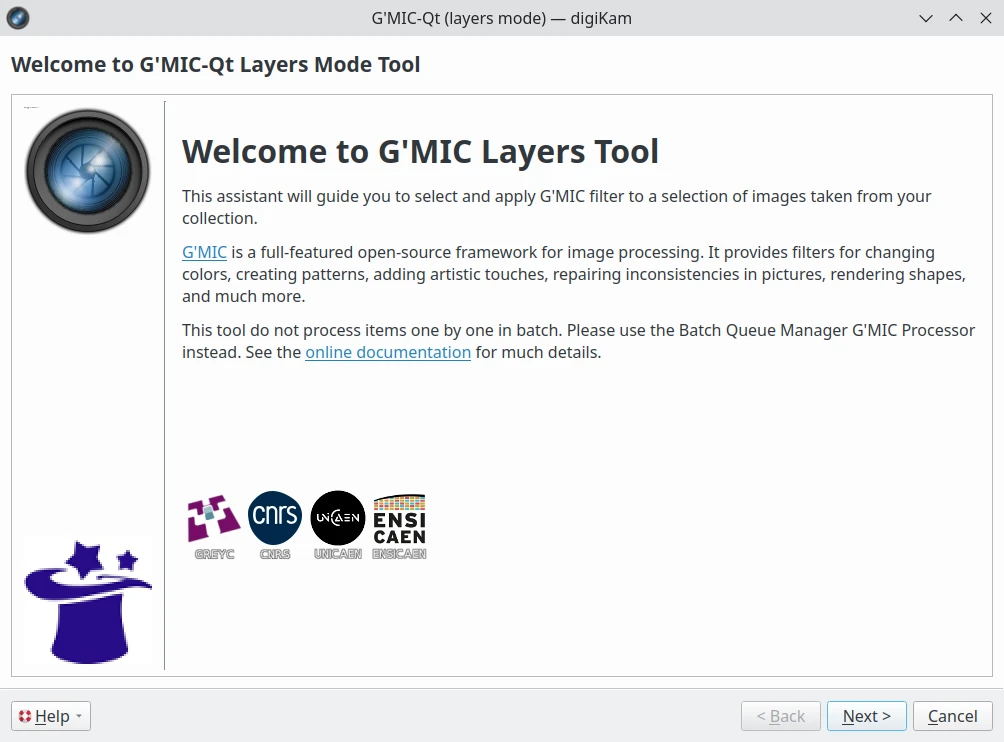 G'MIC-Qt (layers mode) — digiKam
Welcome to G'MIC-Qt Layers Mode Tool
Welcome to G'MIC Layers Tool
This assistant will guide you to select and apply G'MIC filter to a selection of images taken from your
collection.
G'MIC is a full-featured open-source framework for image processing. It provides filters for changing
colors, creating patterns, adding artistic touches, repairing inconsistencies in pictures, rendering shapes,
and much more.
This tool do not process items one by one in batch. Please use the Batch Queue Manager G'MIC Processor
instead. See the online documentation for much details.
cnrs UNICAEN ENSI
CAEN
GREYC CNRS UNICAEN ENSICAEN
Help < Back Next > Cancel